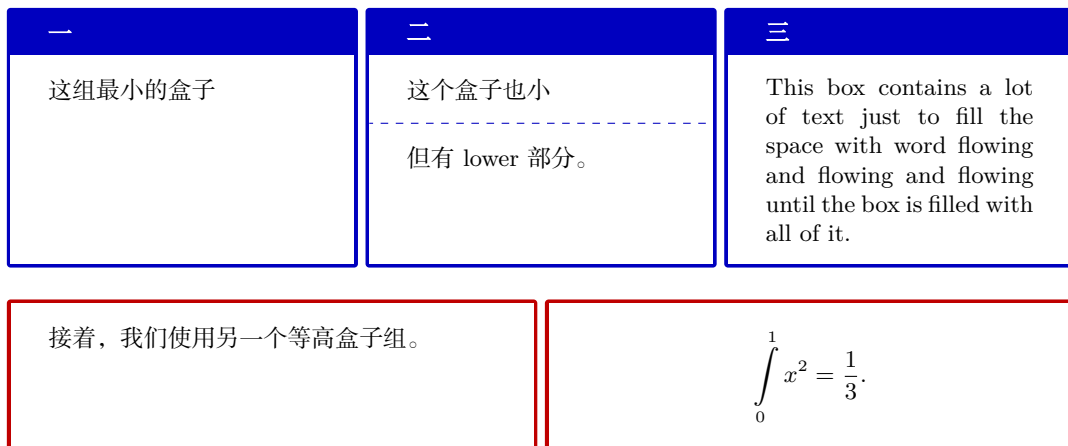 一
这组最小的盒子
二
这个盒子也小
但有 lower 部分。
三
This box contains a lot
of text just to fill the
space with word flowing
and flowing and flowing
until the box is filled with
all of it.
接着，我们使用另一个等高盒子组。
∫₀¹ x² = 1/3.